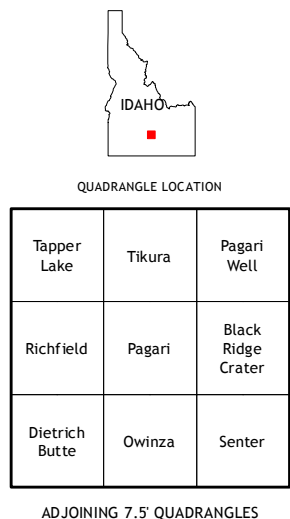 IDAHO
QUADRANGLE LOCATION
Tapper
Lake
Tikura
Pagari
Well
Richfield
Pagari
Black
Ridge
Crater
Dietrich
Butte
Owinza
Senter
ADJOINING 7.5' QUADRANGLES